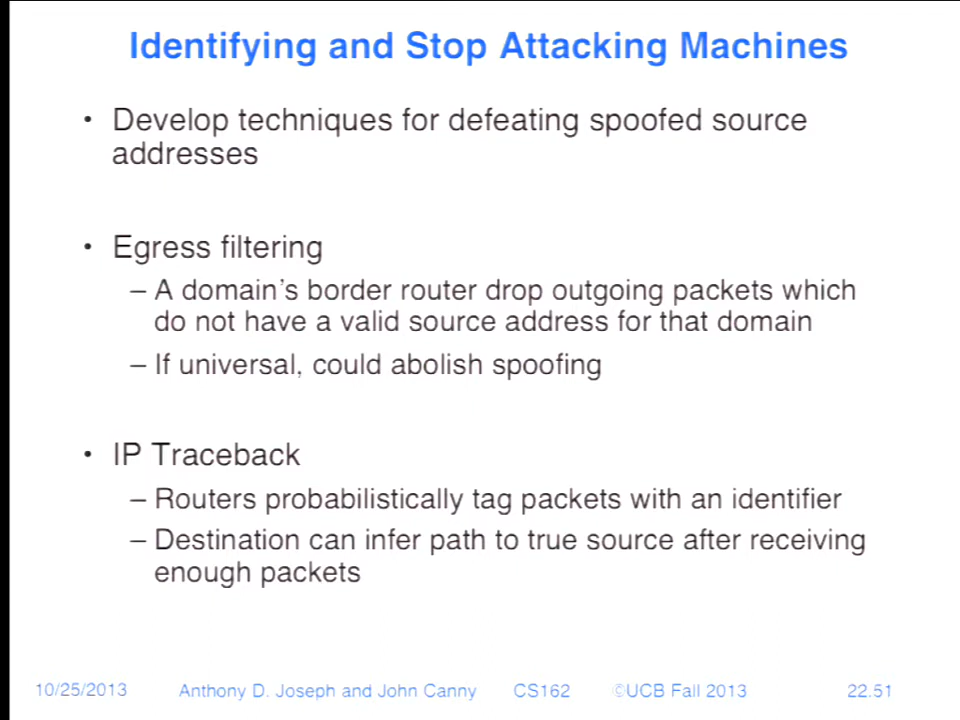 Identifying and Stop Attacking Machines
• Develop techniques for defeating spoofed source
addresses
• Egress filtering
– A domain's border router drop outgoing packets which
do not have a valid source address for that domain
– If universal, could abolish spoofing
• IP Traceback
– Routers probabilistically tag packets with an identifier
– Destination can infer path to true source after receiving
enough packets
10/25/2013 Anthony D. Joseph and John Canny CS162 ©UCB Fall 2013 22.51